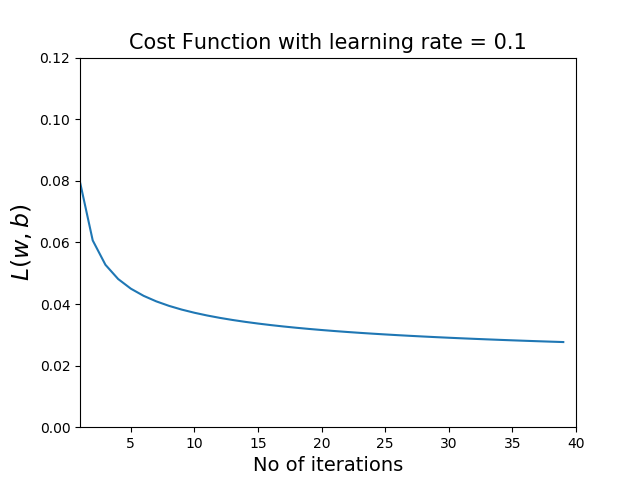 Cost Function with learning rate = 0.1
0.12
0.10
0.08
0.06
0.04
0.02
0.00
L(w, b)
5 10 15 20 25 30 35 40
No of iterations